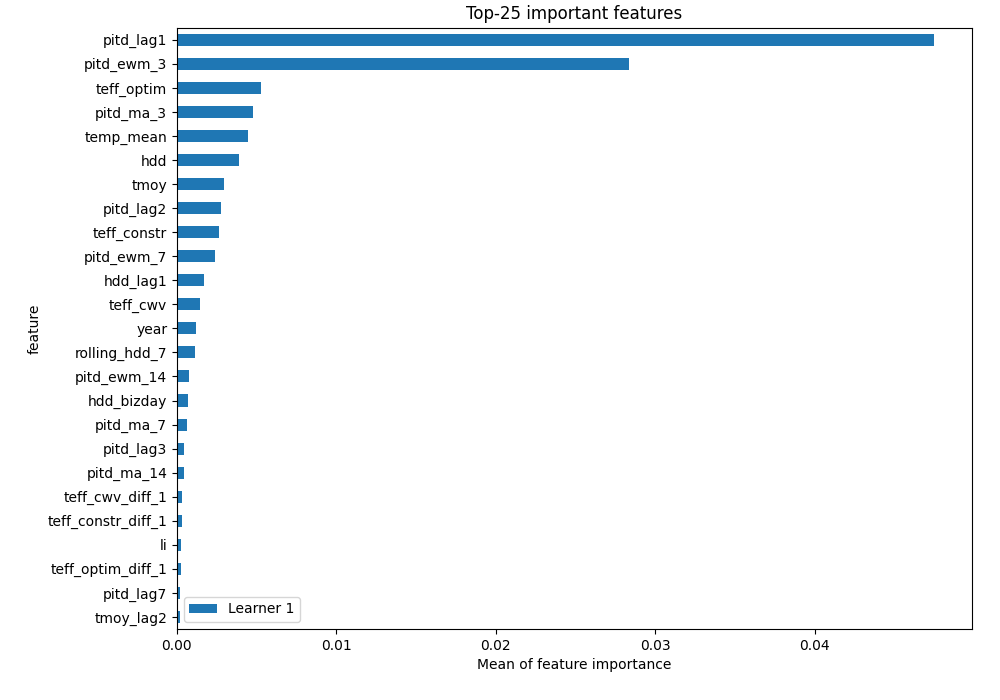 Top-25 important features
pitd_lag1
pitd_ewm_3
teff_optim
pitd_ma_3
temp_mean
hdd
tmoy
pitd_lag2
teff_constr
pitd_ewm_7
hdd_lag1
teff_cwv
year
rolling_hdd_7
pitd_ewm_14
hdd_bizday
pitd_ma_7
pitd_lag3
pitd_ma_14
teff_cwv_diff_1
teff_constr_diff_1
li
teff_optim_diff_1
pitd_lag7
tmoy_lag2
feature
Learner 1
0.00 0.01 0.02 0.03 0.04
Mean of feature importance